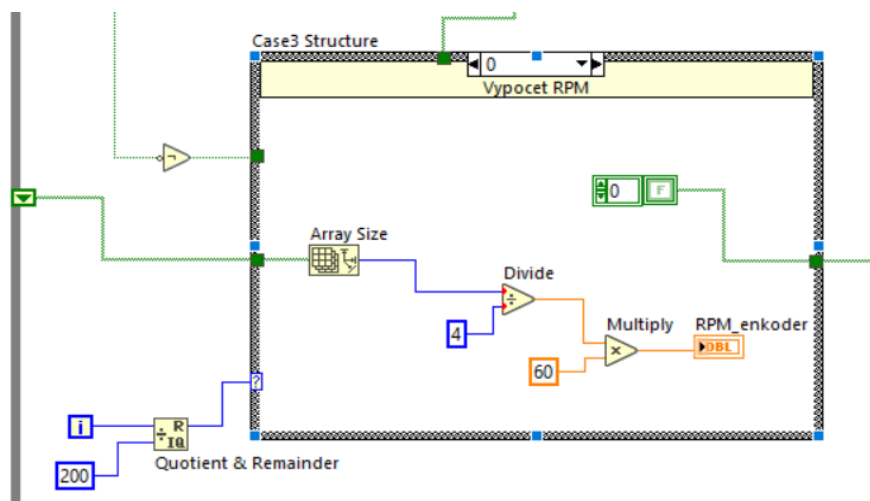 Case3 Structure
0
Vypocet RPM
0 F
Array Size
Divide
4
Multiply
RPM_enkoder
60
DBL
?
i
R
IQ
200
Quotient & Remainder